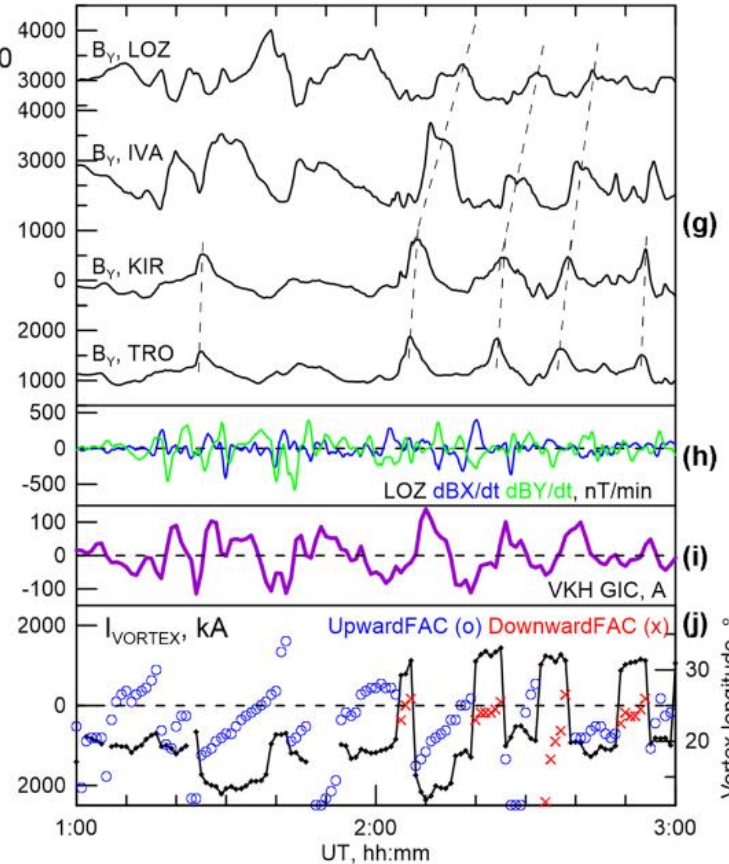 0
4000
B_Y, LOZ
3000
4000
B_Y, IVA
3000
(g)
1000
B_Y, KIR
0
2000
B_Y, TRO
1000
500
0
(h)
-500
LOZ dBX/dt dBY/dt, nT/min
100
0
(i)
-100
VKH GIC, A
(j)
2000
I_VORTEX, kA
UpwardFAC (o) DownwardFAC (x)
30
0
20
2000
Vortex longitude, °
1:00
2:00
3:00
UT, hh:mm